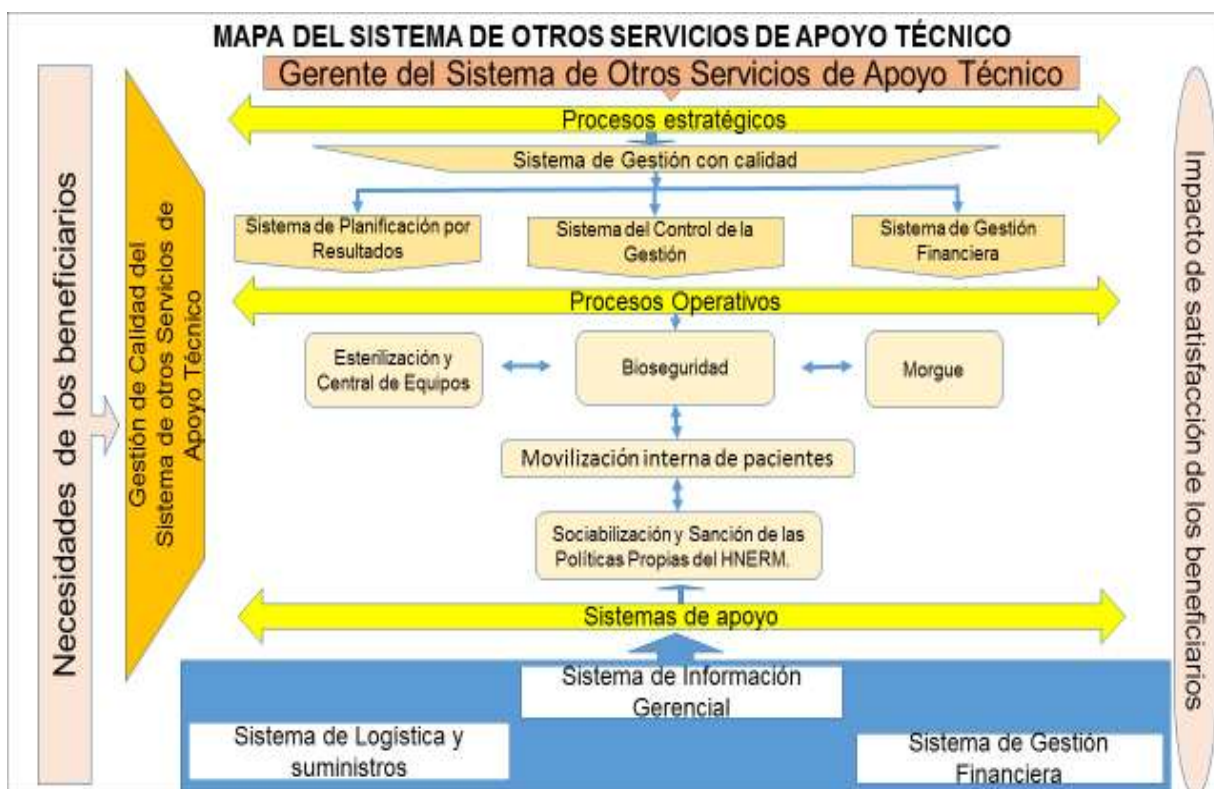 MAPA DEL SISTEMA DE OTROS SERVICIOS DE APOYO TÉCNICO
Gerente del Sistema de Otros Servicios de Apoyo Técnico
Necesidades de los beneficiarios
Gestión de Calidad del
Sistema de otros Servicios de
Apoyo Técnico
Procesos estratégicos
Sistema de Gestión con calidad
Sistema de Planificación por
Resultados
Sistema del Control de la
Gestión
Sistema de Gestión
Financiera
Procesos Operativos
Esterilización y
Central de Equipos
Bioseguridad
Morgue
Movilización interna de pacientes
Sociabilización y Sanción de las
Políticas Propias del HNERM.
Sistemas de apoyo
Sistema de Información
Gerencial
Sistema de Logística y
suministros
Sistema de Gestión
Financiera
Impacto de satisfacción de los beneficiarios